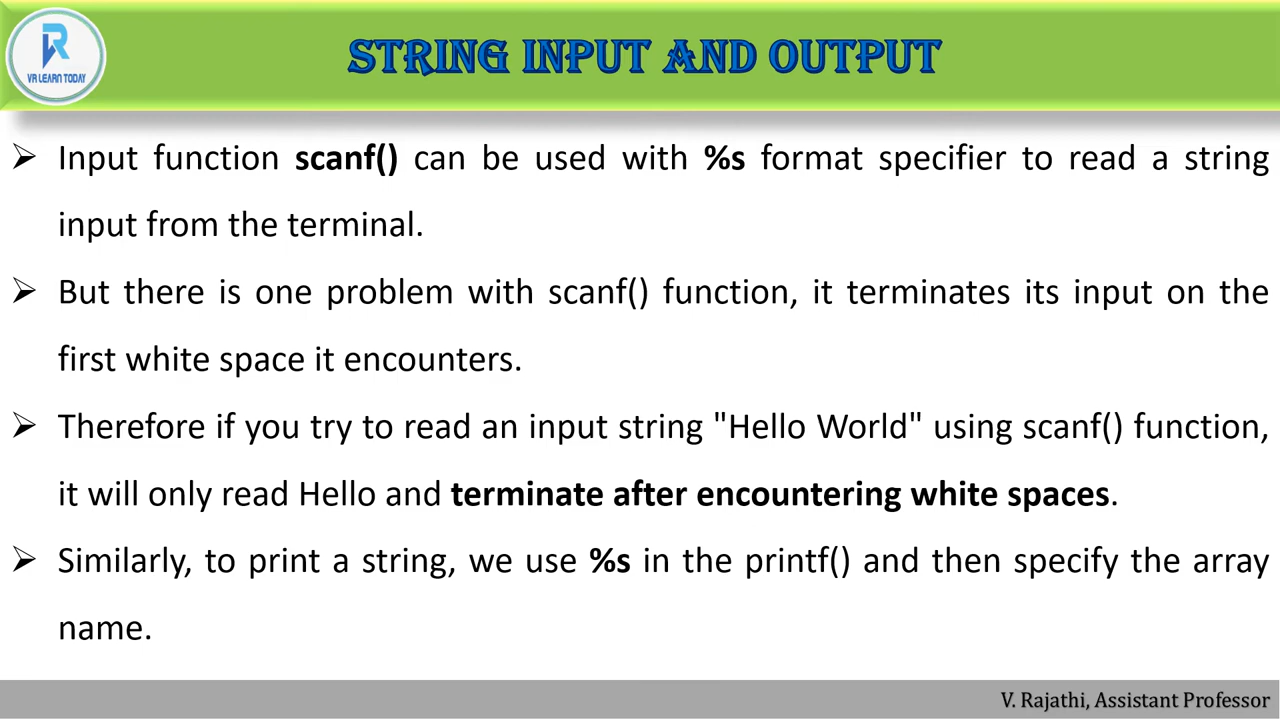 VR LEARN TODAY
STRING INPUT AND OUTPUT
➢ Input function scanf() can be used with %s format specifier to read a string
input from the terminal.
➢ But there is one problem with scanf() function, it terminates its input on the
first white space it encounters.
➢ Therefore if you try to read an input string "Hello World" using scanf() function,
it will only read Hello and terminate after encountering white spaces.
➢ Similarly, to print a string, we use %s in the printf() and then specify the array
name.
V. Rajathi, Assistant Professor